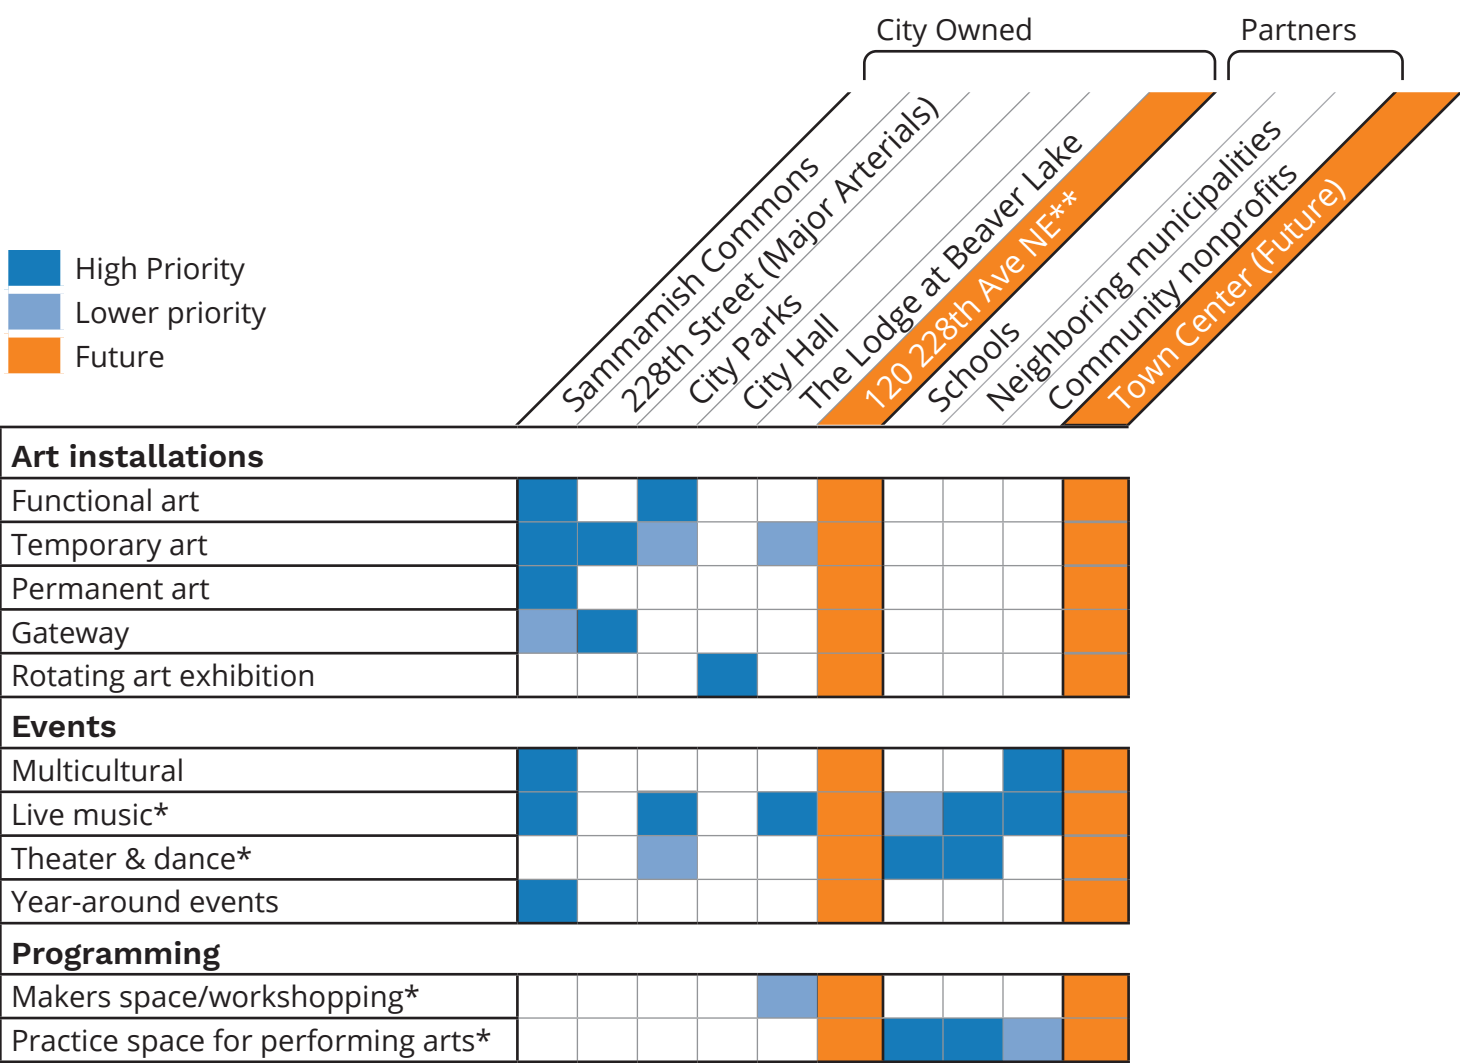 City Owned
Partners
High Priority
Lower priority
Future
Sammamish Commons
228th Street (Major Arterials)
City Parks
City Hall
The Lodge at Beaver Lake
120 228th Ave NE**
Schools
Neighboring municipalities
Community nonprofits
Town Center (Future)
Art installations
Functional art
Temporary art
Permanent art
Gateway
Rotating art exhibition
Events
Multicultural
Live music*
Theater & dance*
Year-around events
Programming
Makers space/workshopping*
Practice space for performing arts*